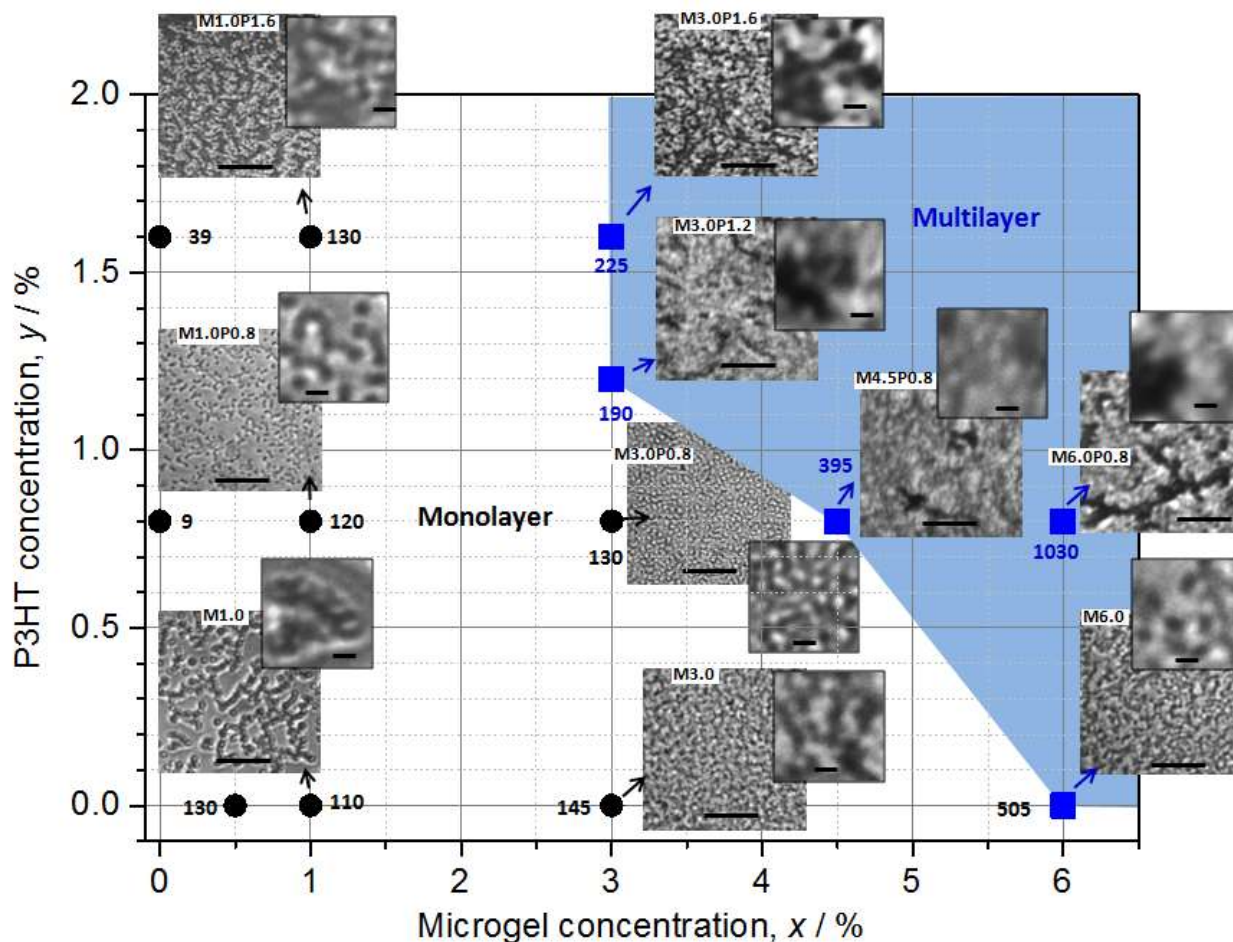 M1.0P1.6
M3.0P1.6
2.0
Multilayer
M3.0P1.2
39
130
225
1.5
M1.0P0.8
M4.5P0.8
190
M3.0P0.8
395
M6.0P0.8
1.0
9
120
Monolayer
130
1030
M1.0
M6.0
0.5
M3.0
0.0
130
110
145
505
0
1
2
3
4
5
6
P3HT concentration, y / %
Microgel concentration, x / %